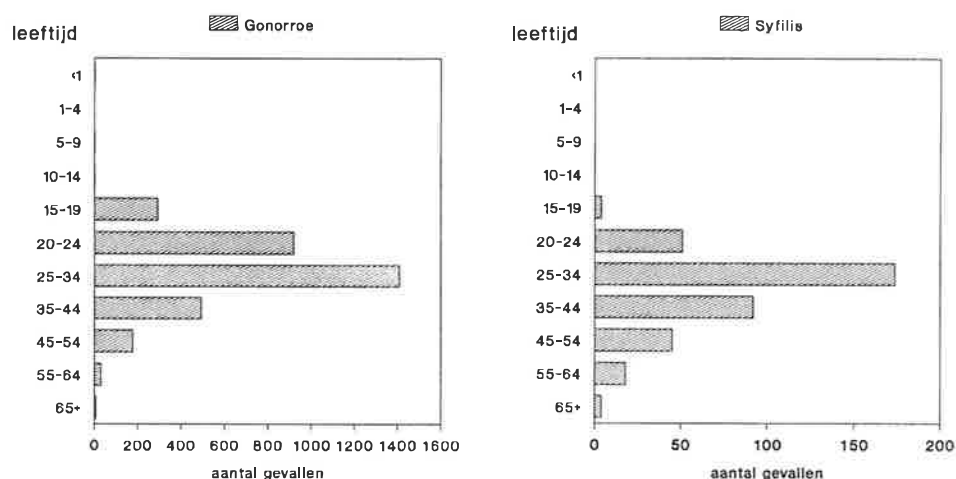 Gonorroe
leeftijd
<1
1-4
5-9
10-14
15-19
20-24
25-34
35-44
45-54
55-64
65+
0 200 400 600 800 1000 1200 1400 1600
aantal gevallen
Syfilis
leeftijd
<1
1-4
5-9
10-14
15-19
20-24
25-34
35-44
45-54
55-64
65+
0 50 100 150 200
aantal gevallen